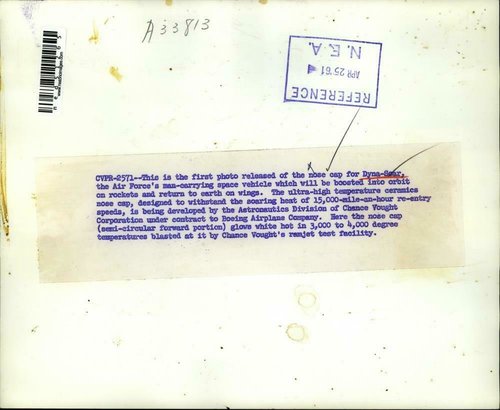 A33813
REFERENCE
APR 25 '61
N. E. A.
CVPR-2571--This is the first photo released of the nose cap for Dyna-Soar,
the Air Force's man-carrying space vehicle which will be boosted into orbit
on rockets and return to earth on wings. The ultra-high temperature ceramics
nose cap, designed to withstand the soaring heat of 15,000-mile-an-hour re-entry
speeds, is being developed by the Astronautics Division of Chance Vought
Corporation under contract to Boeing Airplane Company. Here the nose cap
(semi-circular forward portion) glows white hot in 3,000 to 4,000 degree
temperatures blasted at it by Chance Vought's ramjet test facility.